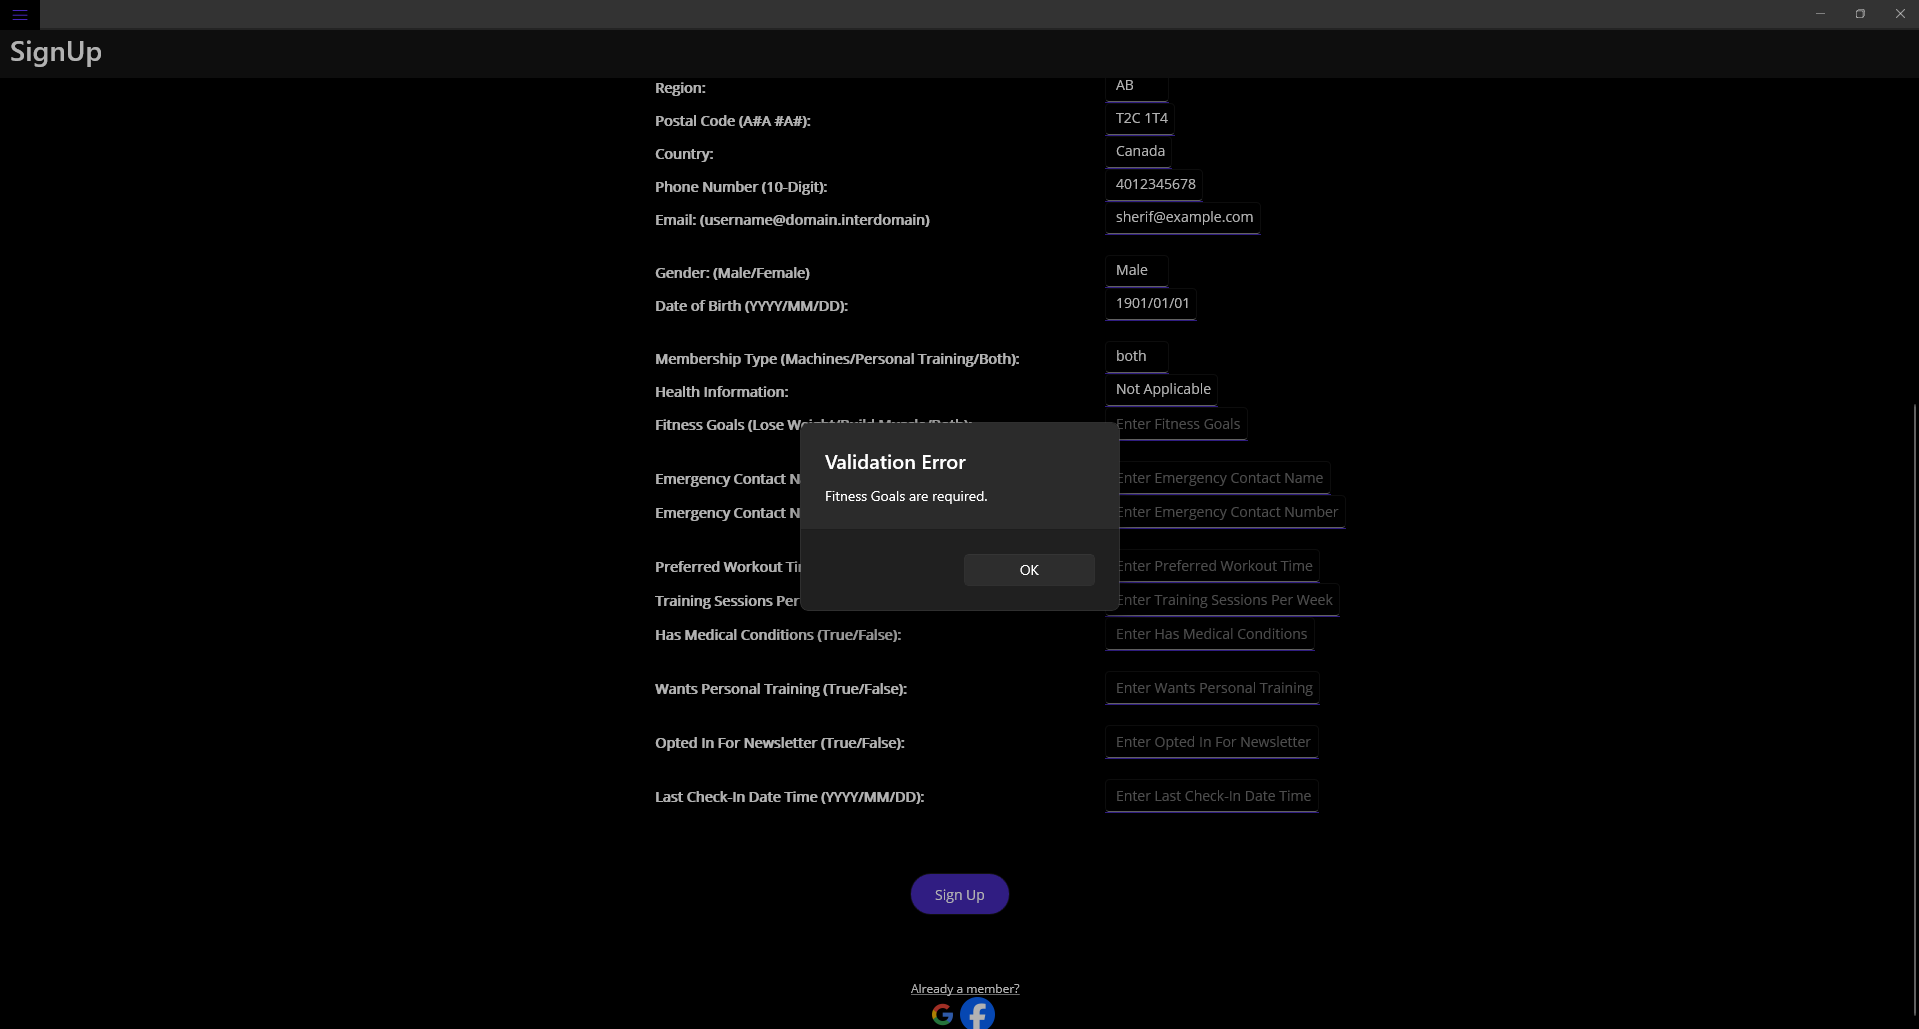 SignUp
Region: AB
Postal Code (A#A #A#): T2C 1T4
Country: Canada
Phone Number (10-Digit): 4012345678
Email: (username@domain.interdomain) sherif@example.com
Gender: (Male/Female) Male
Date of Birth (YYYY/MM/DD): 1901/01/01
Membership Type (Machines/Personal Training/Both): both
Health Information: Not Applicable
Fitness Goals (Lose Weight/Build Muscle/Both): Enter Fitness Goals
Validation Error
Fitness Goals are required.
OK
Emergency Contact Enter Emergency Contact Name
Emergency Contact Enter Emergency Contact Number
Preferred Workout Enter Preferred Workout Time
Training Sessions Per Enter Training Sessions Per Week
Has Medical Conditions (True/False): Enter Has Medical Conditions
Wants Personal Training (True/False): Enter Wants Personal Training
Opted In For Newsletter (True/False): Enter Opted In For Newsletter
Last Check-In Date Time (YYYY/MM/DD): Enter Last Check-In Date Time
Sign Up
Already a member?